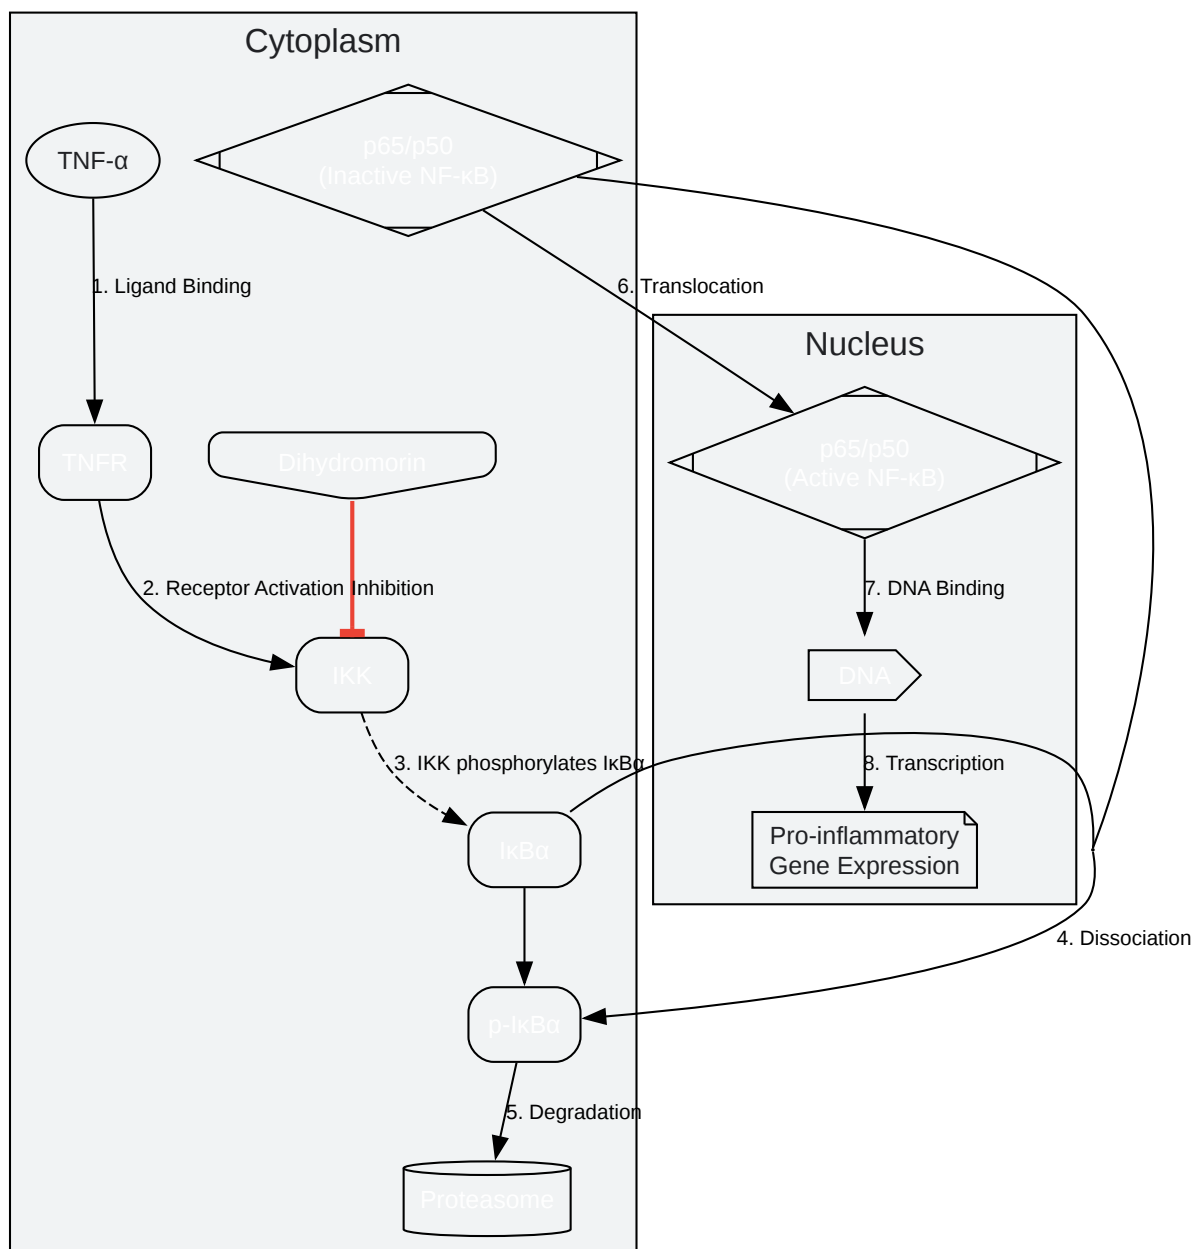 Cytoplasm
TNF-α
p65/p50
(Inactive NF-κB)
1. Ligand Binding
6. Translocation
Nucleus
TNFR
Dihydromorin
p65/p50
(Active NF-κB)
2. Receptor Activation
Inhibition
7. DNA Binding
IKK
DNA
3. IKK phosphorylates IκBα
8. Transcription
IκBα
Pro-inflammatory
Gene Expression
4. Dissociation
p-IκBα
5. Degradation
Proteasome